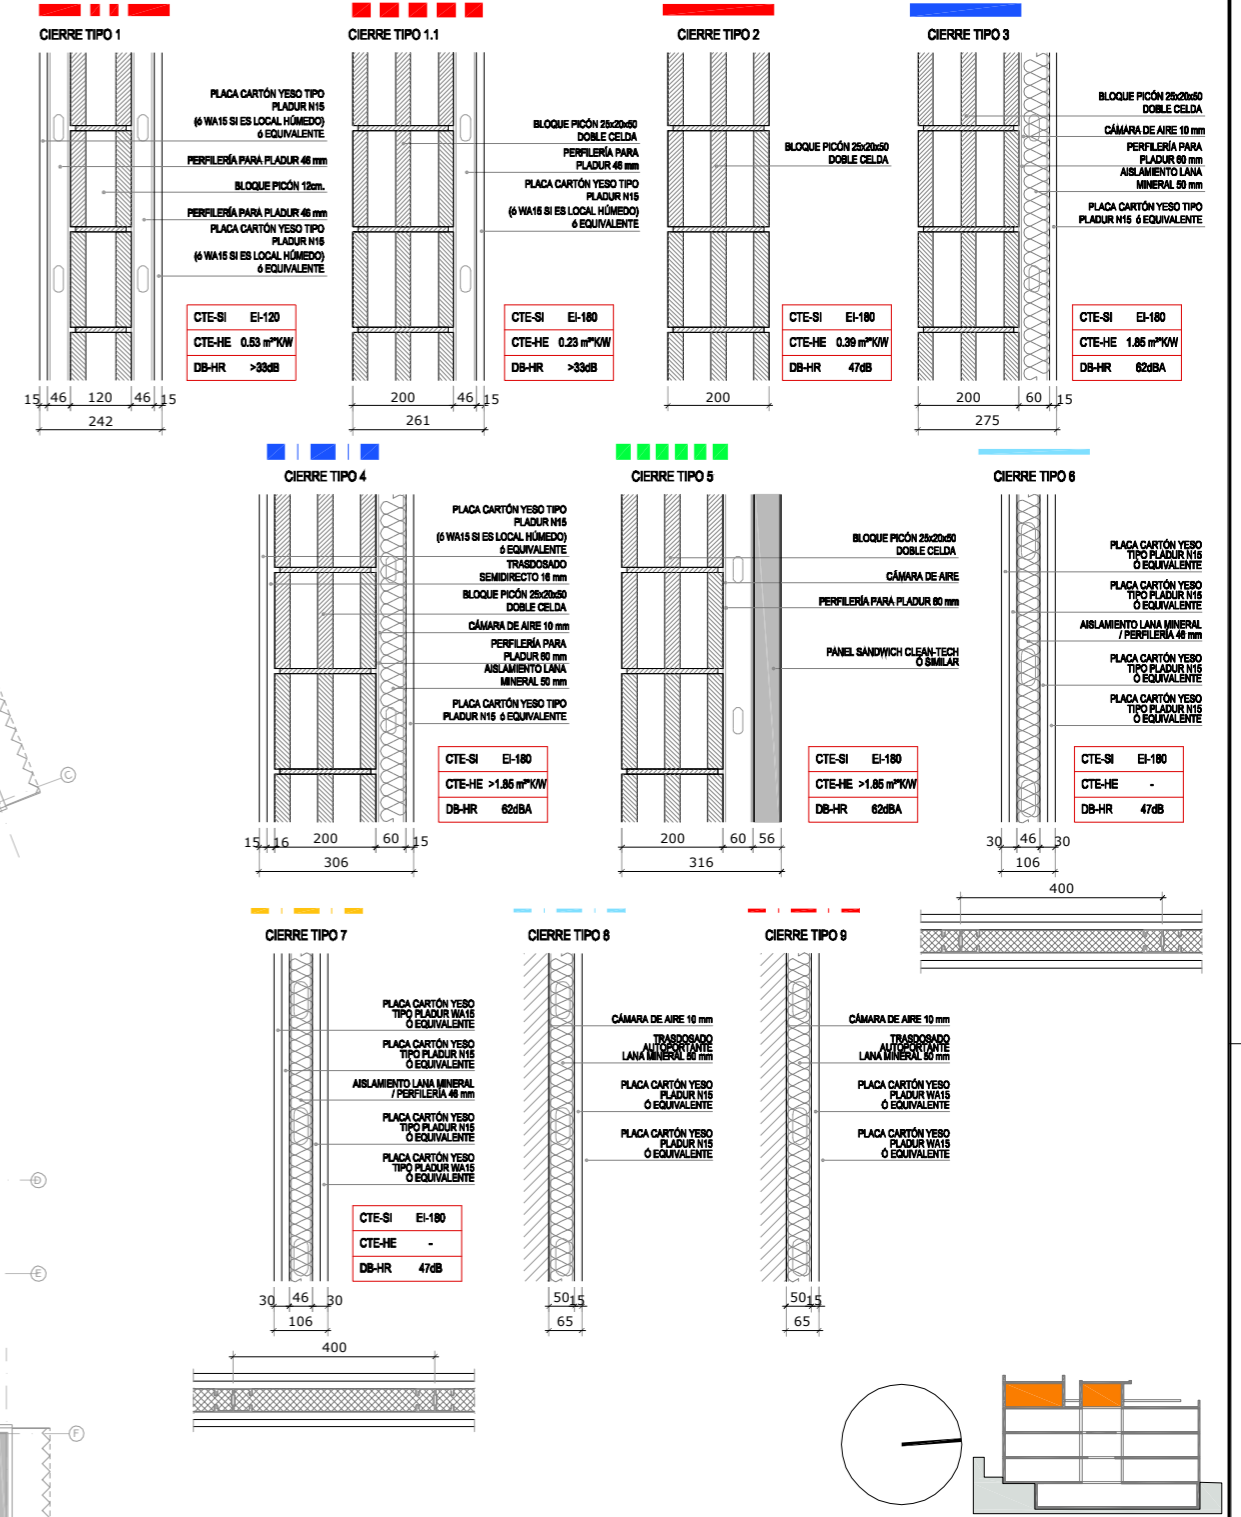 CIERRE TIPO 1
PLACA CARTÓN YESO TIPO
PLADUR N15
(ó WA15 SI ES LOCAL HÚMEDO)
ó EQUIVALENTE
PERFILERÍA PARA PLADUR 46 mm
BLOQUE PICÓN 12cm.
PERFILERÍA PARA PLADUR 46 mm
PLACA CARTÓN YESO TIPO
PLADUR N15
(ó WA15 SI ES LOCAL HÚMEDO)
ó EQUIVALENTE
CTE-SI EI-120
CTE-HE 0.53 m²ºK/W
DB-HR >33dB
15 46 120 46 15
242
CIERRE TIPO 1.1
BLOQUE PICÓN 25x20x50
DOBLE CELDA
PERFILERÍA PARA
PLADUR 46 mm
PLACA CARTÓN YESO TIPO
PLADUR N15
(ó WA15 SI ES LOCAL HÚMEDO)
ó EQUIVALENTE
CTE-SI EI-180
CTE-HE 0.23 m²ºK/W
DB-HR >33dB
200 46 15
261
CIERRE TIPO 2
BLOQUE PICÓN 25x20x50
DOBLE CELDA
CTE-SI EI-180
CTE-HE 0.39 m²ºK/W
DB-HR 47dB
200
CIERRE TIPO 3
BLOQUE PICÓN 25x20x50
DOBLE CELDA
CÁMARA DE AIRE 10 mm
PERFILERÍA PARA
PLADUR 60 mm
AISLAMIENTO LANA
MINERAL 50 mm
PLACA CARTÓN YESO TIPO
PLADUR N15 ó EQUIVALENTE
CTE-SI EI-180
CTE-HE 1.85 m²ºK/W
DB-HR 62dBA
200 60 15
275
CIERRE TIPO 4
PLACA CARTÓN YESO TIPO
PLADUR N15
(ó WA15 SI ES LOCAL HÚMEDO)
ó EQUIVALENTE
TRASDOSADO
SEMIDIRECTO 16 mm
BLOQUE PICÓN 25x20x50
DOBLE CELDA
CÁMARA DE AIRE 10 mm
PERFILERÍA PARA
PLADUR 60 mm
AISLAMIENTO LANA
MINERAL 50 mm
PLACA CARTÓN YESO TIPO
PLADUR N15 ó EQUIVALENTE
CTE-SI EI-180
CTE-HE >1.85 m²ºK/W
DB-HR 62dBA
15 16 200 60 15
306
CIERRE TIPO 5
BLOQUE PICÓN 25x20x50
DOBLE CELDA
CÁMARA DE AIRE
PERFILERÍA PARA PLADUR 60 mm
PANEL SANDWICH CLEAN-TECH
Ó SIMILAR
CTE-SI EI-180
CTE-HE >1.85 m²ºK/W
DB-HR 62dBA
200 60 56
316
CIERRE TIPO 6
PLACA CARTÓN YESO
TIPO PLADUR N15
Ó EQUIVALENTE
PLACA CARTÓN YESO
TIPO PLADUR N15
Ó EQUIVALENTE
AISLAMIENTO LANA MINERAL
/ PERFILERÍA 46 mm
PLACA CARTÓN YESO
TIPO PLADUR N15
Ó EQUIVALENTE
PLACA CARTÓN YESO
TIPO PLADUR N15
Ó EQUIVALENTE
CTE-SI EI-180
CTE-HE -
DB-HR 47dB
30 46 30
106
400
CIERRE TIPO 7
PLACA CARTÓN YESO
TIPO PLADUR WA15
Ó EQUIVALENTE
PLACA CARTÓN YESO
TIPO PLADUR N15
Ó EQUIVALENTE
AISLAMIENTO LANA MINERAL
/ PERFILERÍA 46 mm
PLACA CARTÓN YESO
TIPO PLADUR N15
Ó EQUIVALENTE
PLACA CARTÓN YESO
TIPO PLADUR WA15
Ó EQUIVALENTE
CTE-SI EI-180
CTE-HE -
DB-HR 47dB
30 46 30
106
400
CIERRE TIPO 8
CÁMARA DE AIRE 10 mm
TRASDOSADO
AUTOPORTANTE
LANA MINERAL 50 mm
PLACA CARTÓN YESO
PLADUR N15
Ó EQUIVALENTE
PLACA CARTÓN YESO
PLADUR N15
Ó EQUIVALENTE
50 15
65
CIERRE TIPO 9
CÁMARA DE AIRE 10 mm
TRASDOSADO
AUTOPORTANTE
LANA MINERAL 50 mm
PLACA CARTÓN YESO
PLADUR WA15
Ó EQUIVALENTE
PLACA CARTÓN YESO
PLADUR WA15
Ó EQUIVALENTE
50 15
65
C
D
E
F